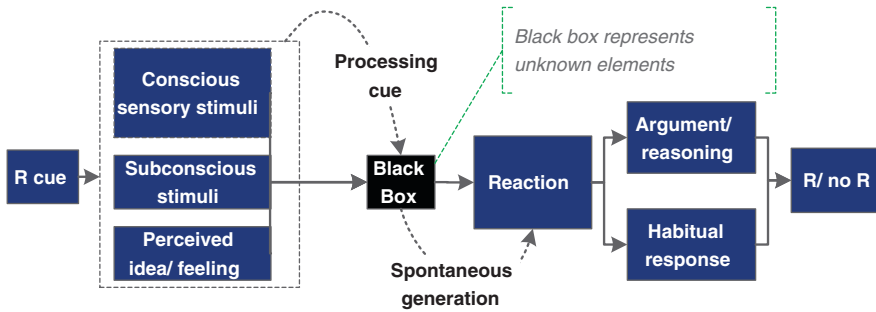 R cue
Conscious
sensory stimuli
Subconscious
stimuli
Perceived
idea/ feeling
Processing
cue
Black
Box
Black box represents
unknown elements
Spontaneous
generation
Reaction
Argument/
reasoning
Habitual
response
R/ no R